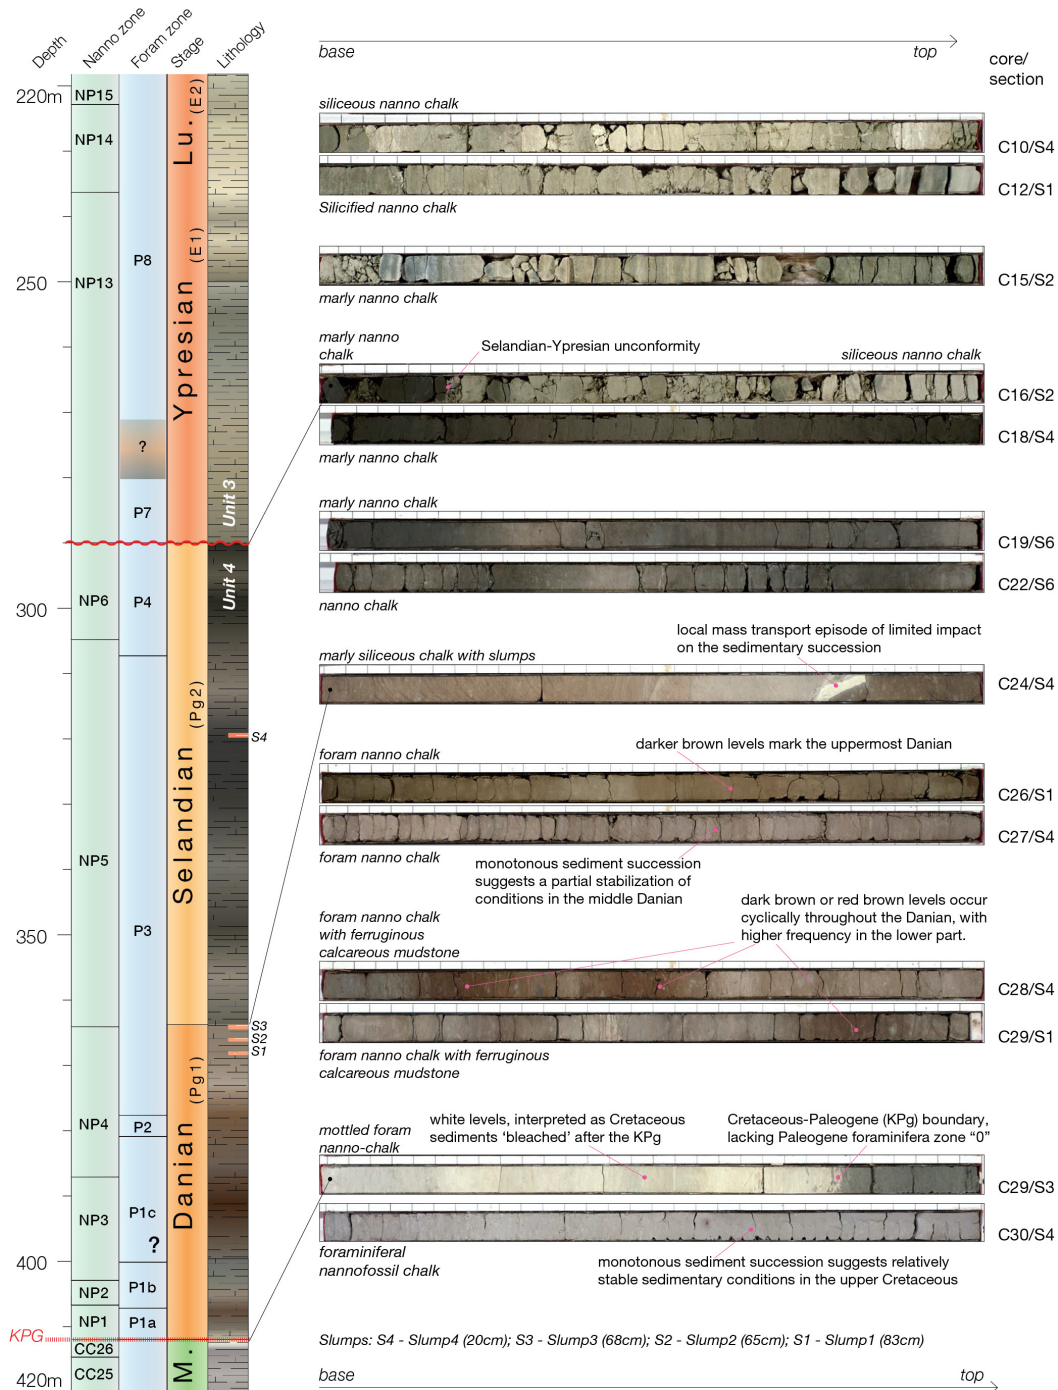 Depth
Nanno zone
Foram zone
Stage
Lithology
base
top
core/
section
220m
250
300
350
400
KPG
420m
NP15
NP14
NP13
NP6
NP5
NP4
NP3
NP2
NP1
CC26
CC25
P8
?
P7
P4
P3
P2
P1c
?
P1b
P1a
Lu. (E2)
Ypresian (E1)
Selandian (Pg2)
Danian (Pg1)
M.
Unit 3
Unit 4
S4
S3
S2
S1
siliceous nanno chalk
C10/S4
C12/S1
Silicified nanno chalk
C15/S2
marly nanno chalk
marly nanno
chalk
Selandian-Ypresian unconformity
siliceous nanno chalk
C16/S2
C18/S4
marly nanno chalk
marly nanno chalk
C19/S6
C22/S6
nanno chalk
local mass transport episode of limited impact
on the sedimentary succession
marly siliceous chalk with slumps
C24/S4
darker brown levels mark the uppermost Danian
foram nanno chalk
C26/S1
C27/S4
foram nanno chalk
monotonous sediment succession
suggests a partial stabilization of
conditions in the middle Danian
dark brown or red brown levels occur
cyclically throughout the Danian, with
higher frequency in the lower part.
foram nanno chalk
with ferruginous
calcareous mudstone
C28/S4
C29/S1
foram nanno chalk with ferruginous
calcareous mudstone
mottled foram
nanno-chalk
white levels, interpreted as Cretaceous
sediments ‘bleached’ after the KPg
Cretaceous-Paleogene (KPg) boundary,
lacking Paleogene foraminifera zone “0”
C29/S3
C30/S4
foraminiferal
nannofossil chalk
monotonous sediment succession suggests relatively
stable sedimentary conditions in the upper Cretaceous
Slumps: S4 - Slump4 (20cm); S3 - Slump3 (68cm); S2 - Slump2 (65cm); S1 - Slump1 (83cm)
base
top